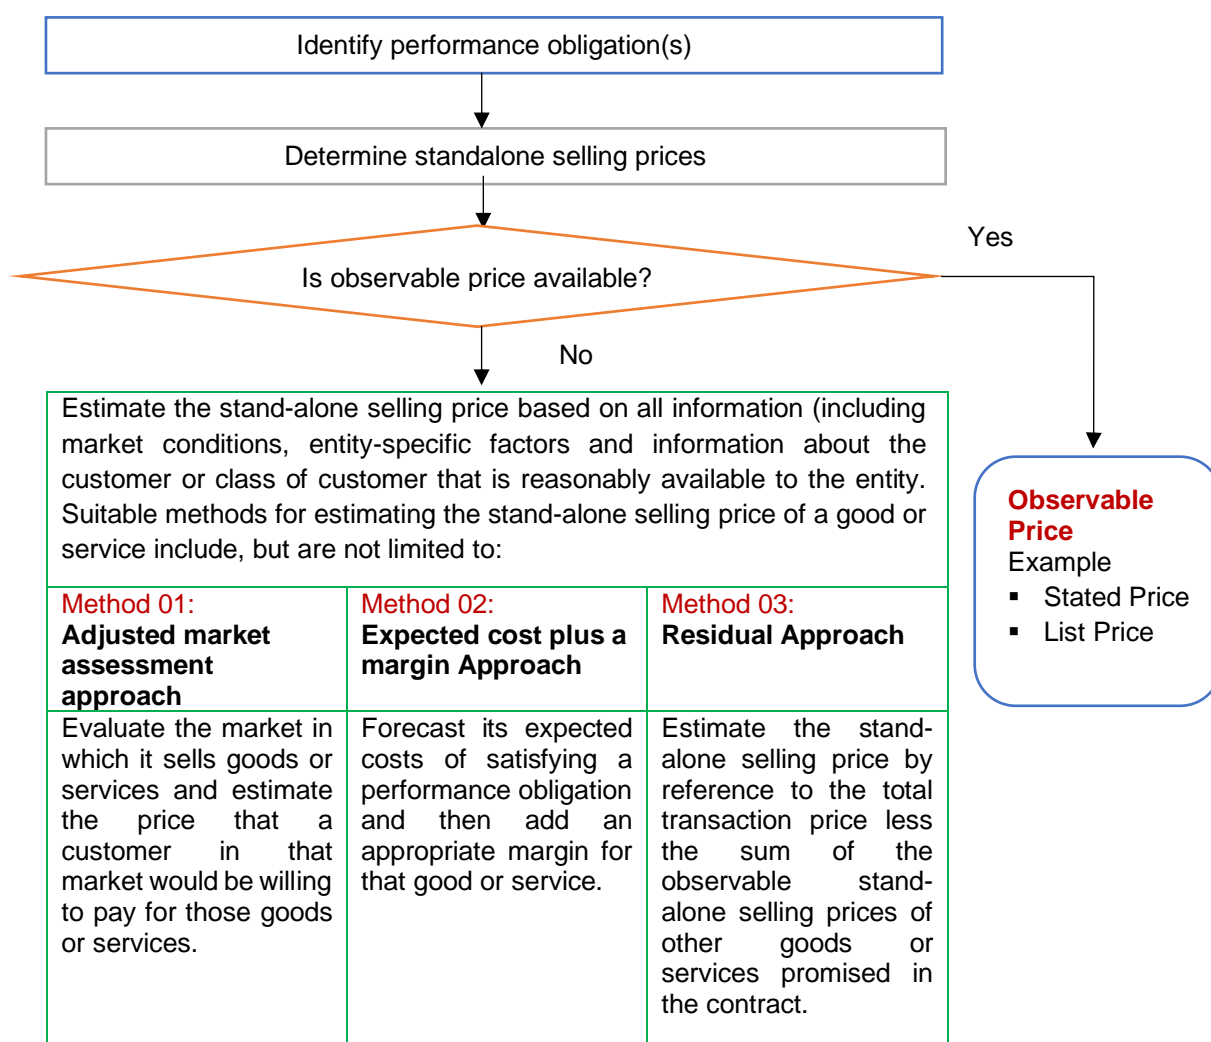 Identify performance obligation(s)
Determine standalone selling prices
Is observable price available?
Yes
No
Estimate the stand-alone selling price based on all information (including
market conditions, entity-specific factors and information about the
customer or class of customer that is reasonably available to the entity.
Suitable methods for estimating the stand-alone selling price of a good or
service include, but are not limited to:
Method 01:
Adjusted market
assessment
approach
Method 02:
Expected cost plus a
margin Approach
Method 03:
Residual Approach
Evaluate the market in
which it sells goods or
services and estimate
the price that a
customer in that
market would be willing
to pay for those goods
or services.
Forecast its expected
costs of satisfying a
performance obligation
and then add an
appropriate margin for
that good or service.
Estimate the stand-
alone selling price by
reference to the total
transaction price less
the sum of the
observable stand-
alone selling prices of
other goods or
services promised in
the contract.
Observable
Price
Example
▪ Stated Price
▪ List Price